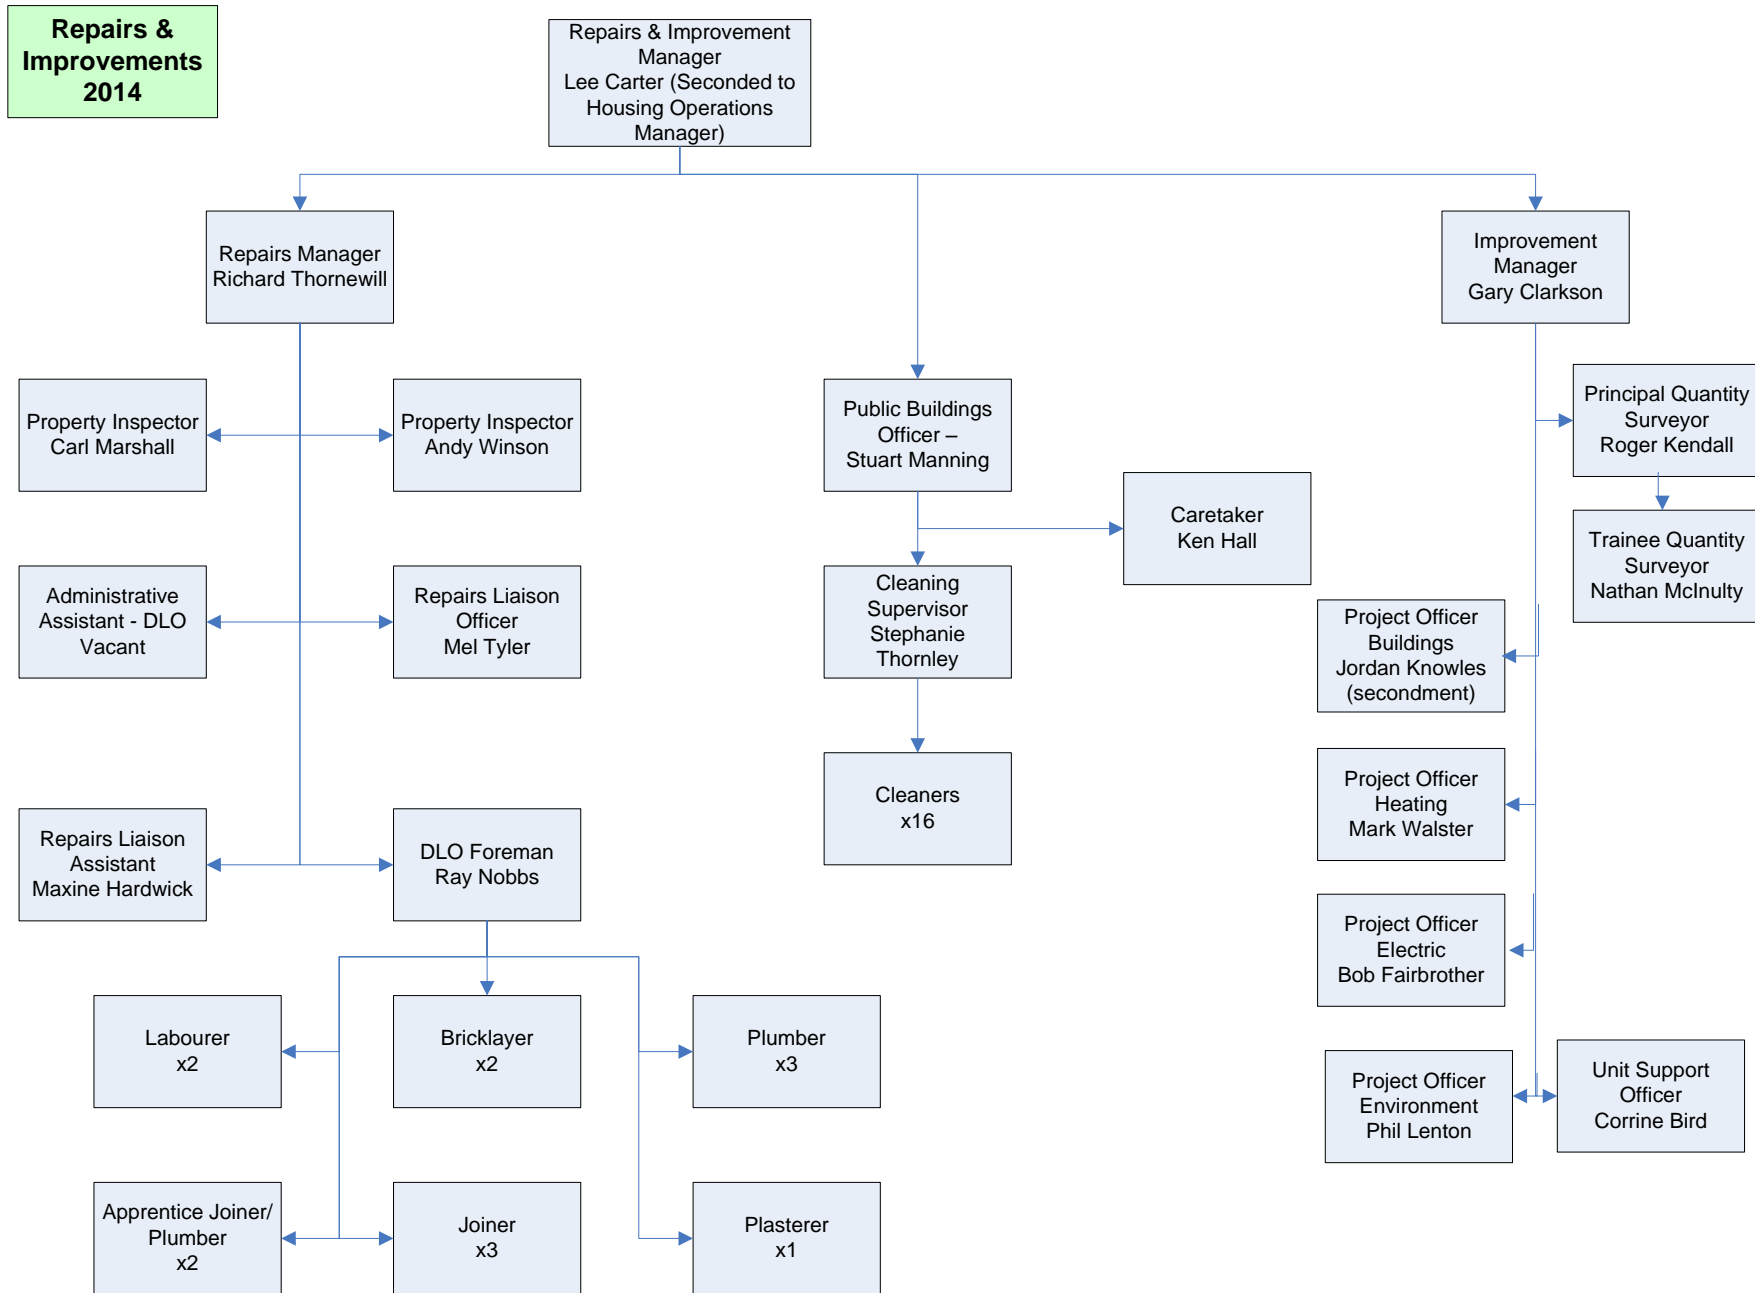 Repairs &
Improvements
2014
Repairs & Improvement
Manager
Lee Carter (Seconded to
Housing Operations
Manager)
Repairs Manager
Richard Thornewill
Improvement
Manager
Gary Clarkson
Property Inspector
Carl Marshall
Property Inspector
Andy Winson
Public Buildings
Officer –
Stuart Manning
Principal Quantity
Surveyor
Roger Kendall
Caretaker
Ken Hall
Trainee Quantity
Surveyor
Nathan McInulty
Administrative
Assistant - DLO
Vacant
Repairs Liaison
Officer
Mel Tyler
Cleaning
Supervisor
Stephanie
Thornley
Project Officer
Buildings
Jordan Knowles
(secondment)
Cleaners
x16
Project Officer
Heating
Mark Walster
Repairs Liaison
Assistant
Maxine Hardwick
DLO Foreman
Ray Nobbs
Project Officer
Electric
Bob Fairbrother
Labourer
x2
Bricklayer
x2
Plumber
x3
Project Officer
Environment
Phil Lenton
Unit Support
Officer
Corrine Bird
Apprentice Joiner/
Plumber
x2
Joiner
x3
Plasterer
x1